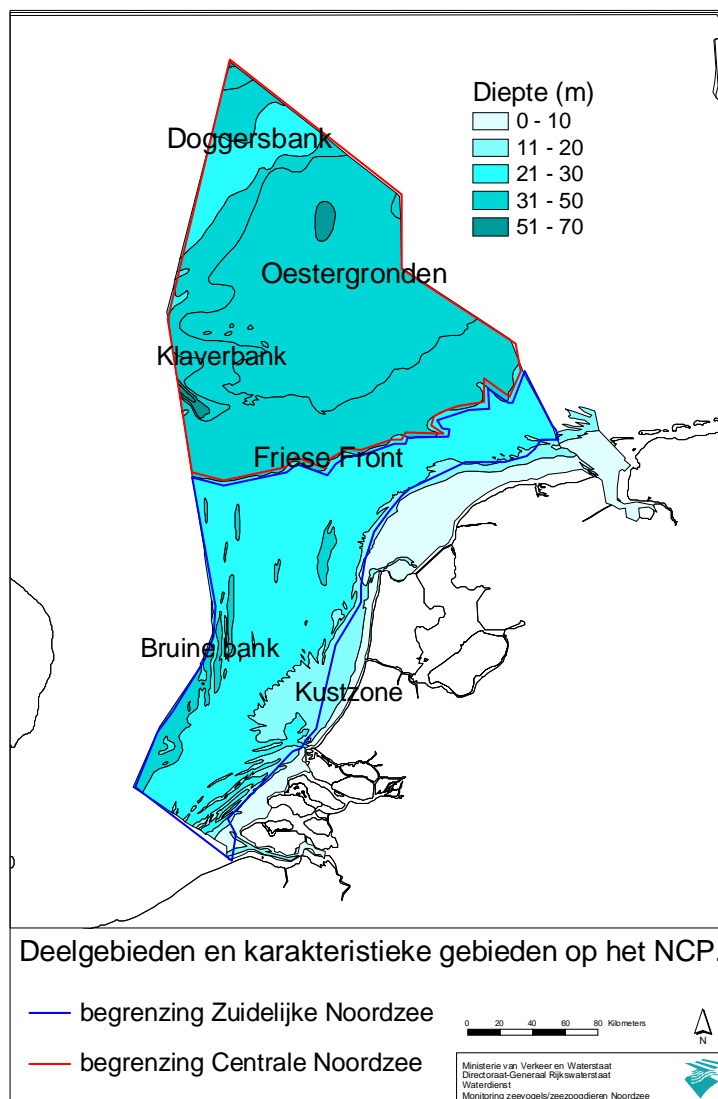 Diepte (m)
0 - 10
11 - 20
21 - 30
31 - 50
51 - 70
Doggersbank
Oestergronden
Klaverbank
Friese Front
Bruine bank
Kustzone
Deelgebieden en karakteristieke gebieden op het NCP.
begrenzing Zuidelijke Noordzee
begrenzing Centrale Noordzee
0 20 40 60 80 Kilometers
N
Ministerie van Verkeer en Waterstaat
Directoraat-Generaal Rijkswaterstaat
Waterdienst
Monitoring zeevogels/zeezoogdieren Noordzee